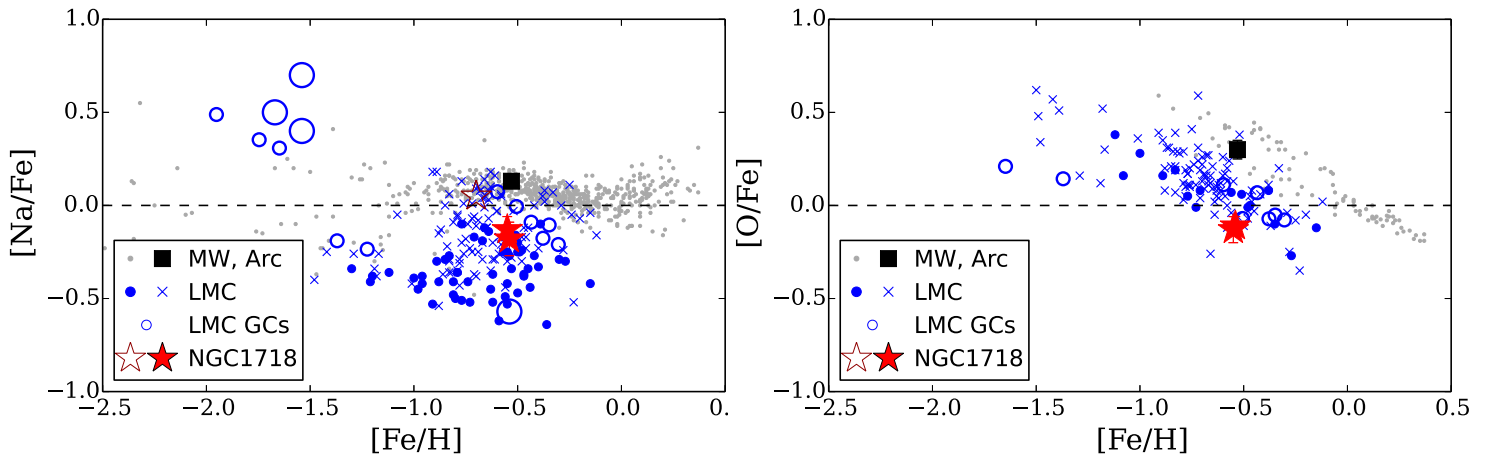 1.0
0.5
0.0
−0.5
−1.0
[Na/Fe]
MW, Arc
LMC
LMC GCs
NGC1718
−2.5 −2.0 −1.5 −1.0 −0.5 0.0 0.
[Fe/H]
1.0
0.5
0.0
−0.5
−1.0
[O/Fe]
MW, Arc
LMC
LMC GCs
NGC1718
−2.5 −2.0 −1.5 −1.0 −0.5 0.0 0.5
[Fe/H]